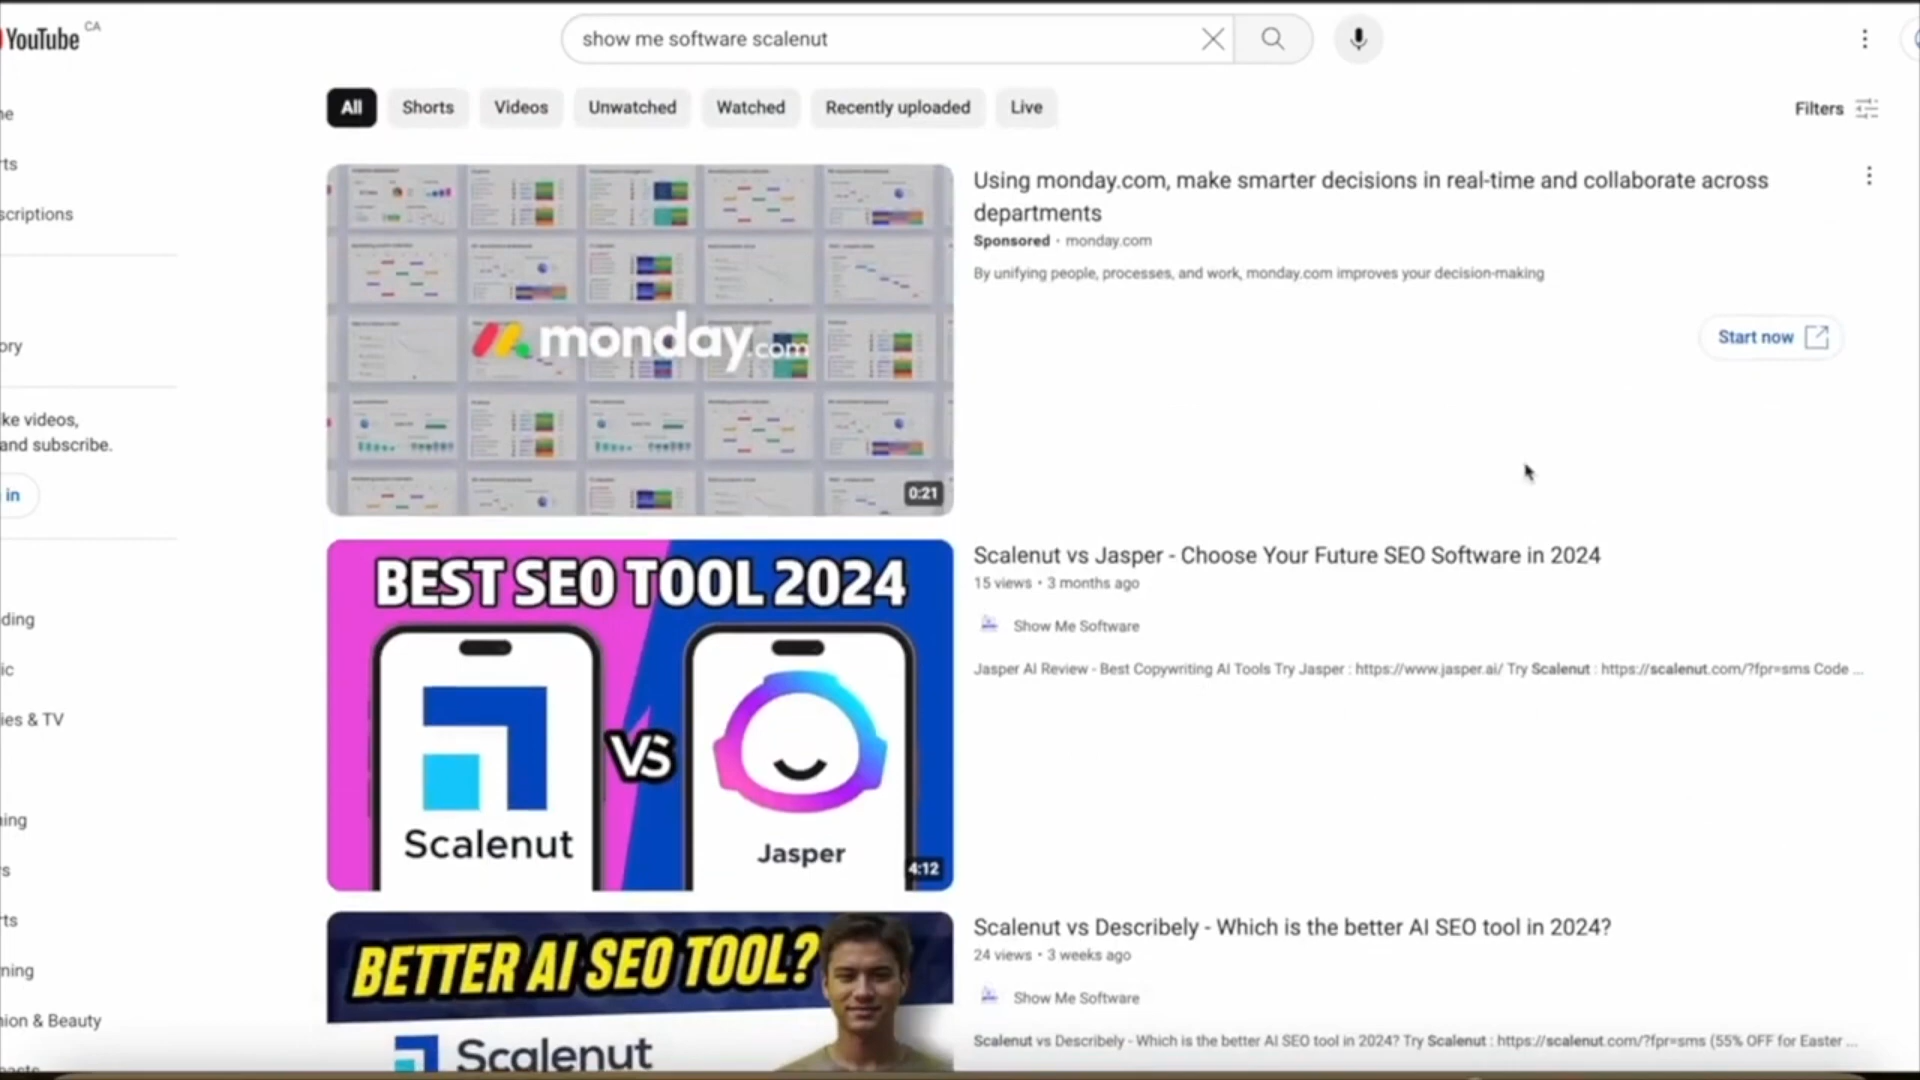 YouTube CA
show me software scalenut
All Shorts Videos Unwatched Watched Recently uploaded Live
Filters
ne
rts
scriptions
ory
ke videos,
and subscribe.
in
ding
ic
ies & TV
ning
s
rts
ning
nion & Beauty
monday.com
0:21
Using monday.com, make smarter decisions in real-time and collaborate across
departments
Sponsored · monday.com
By unifying people, processes, and work, monday.com improves your decision-making
Start now
BEST SEO TOOL 2024
VS
Scalenut
Jasper
4:12
Scalenut vs Jasper - Choose Your Future SEO Software in 2024
15 views • 3 months ago
Show Me Software
Jasper AI Review - Best Copywriting AI Tools Try Jasper : https://www.jasper.ai/ Try Scalenut : https://scalenut.com/?fpr=sms Code ...
BETTER AI SEO TOOL?
Scalenut
Scalenut vs Describely - Which is the better AI SEO tool in 2024?
24 views • 3 weeks ago
Show Me Software
Scalenut vs Describely - Which is the better AI SEO tool in 2024? Try Scalenut : https://scalenut.com/?fpr=sms (55% OFF for Easter ...